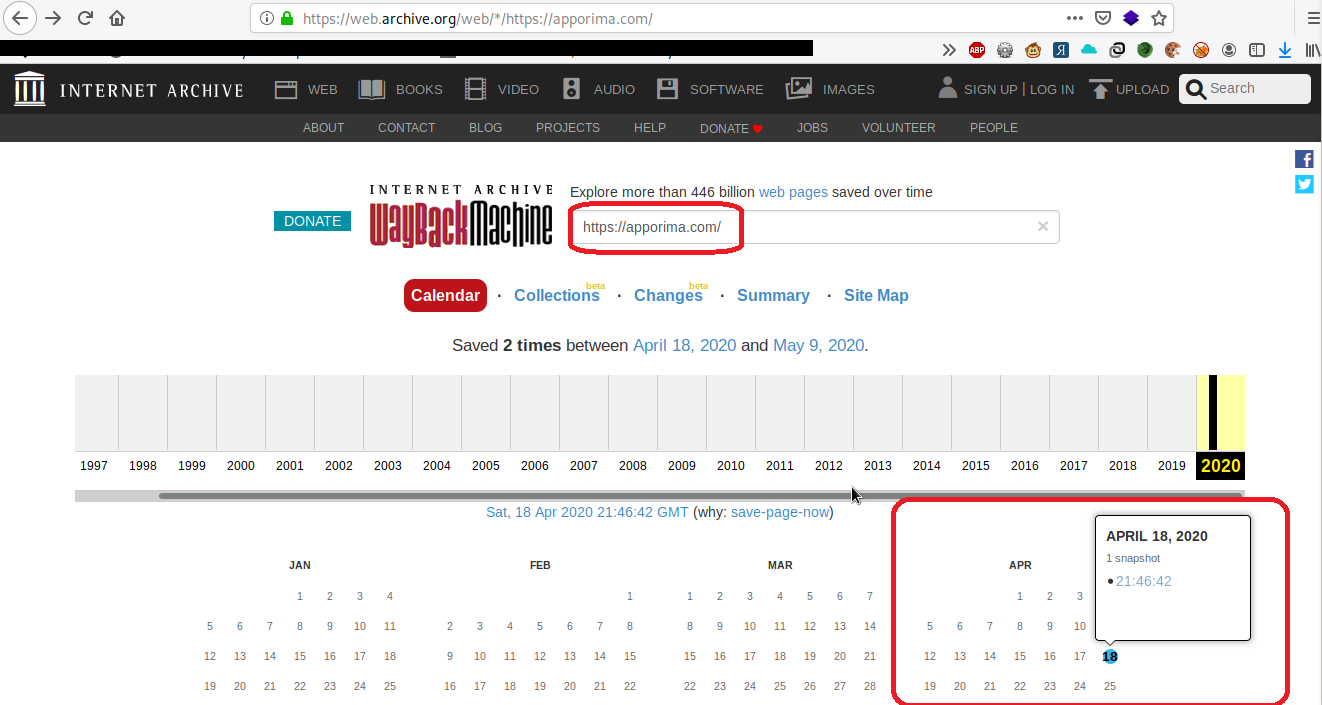 https://web.archive.org/web/*/https://apporima.com/
ABP
INTERNET ARCHIVE WEB BOOKS VIDEO AUDIO SOFTWARE IMAGES SIGN UP | LOG IN UPLOAD Search
ABOUT CONTACT BLOG PROJECTS HELP DONATE JOBS VOLUNTEER PEOPLE
INTERNET ARCHIVE
WayBackMachine
DONATE
Explore more than 446 billion web pages saved over time
https://apporima.com/
Calendar · Collections beta · Changes beta · Summary · Site Map
Saved 2 times between April 18, 2020 and May 9, 2020.
1997 1998 1999 2000 2001 2002 2003 2004 2005 2006 2007 2008 2009 2010 2011 2012 2013 2014 2015 2016 2017 2018 2019 2020
Sat, 18 Apr 2020 21:46:42 GMT (why: save-page-now)
JAN
1 2 3 4
5 6 7 8 9 10 11
12 13 14 15 16 17 18
19 20 21 22 23 24 25
FEB
1
2 3 4 5 6 7 8
9 10 11 12 13 14 15
16 17 18 19 20 21 22
MAR
1 2 3 4 5 6 7
8 9 10 11 12 13 14
15 16 17 18 19 20 21
22 23 24 25 26 27 28
APR
1 2 3
5 6 7 8 9 10
12 13 14 15 16 17 18
19 20 21 22 23 24 25
APRIL 18, 2020
1 snapshot
21:46:42